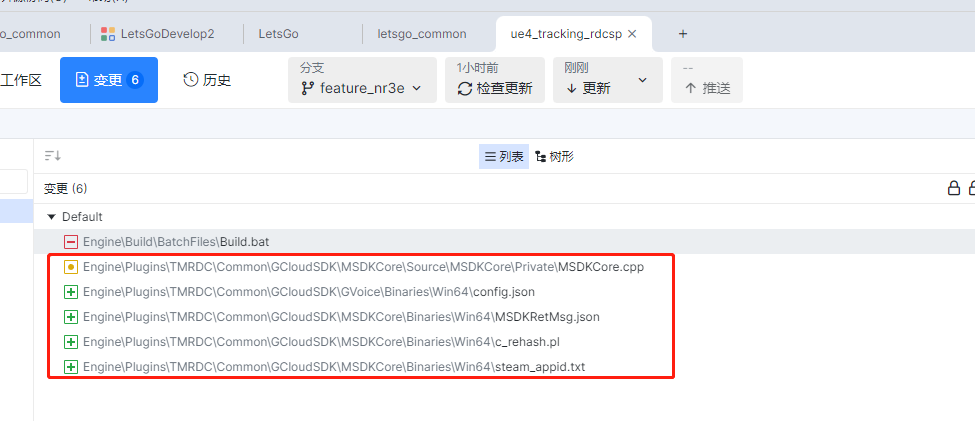 o_common
LetsGoDevelop2
LetsGo
letsgo_common
ue4_tracking_rdcsp
工作区
变更 6
历史
分支
feature_nr3e
1小时前
检查更新
刚刚
更新
--
推送
列表
树形
变更 (6)
Default
Engine\Build\BatchFiles\Build.bat
Engine\Plugins\TMRDC\Common\GCloudSDK\MSDKCore\Source\MSDKCore\Private\MSDKCore.cpp
Engine\Plugins\TMRDC\Common\GCloudSDK\GVoice\Binaries\Win64\config.json
Engine\Plugins\TMRDC\Common\GCloudSDK\MSDKCore\Binaries\Win64\MSDKRetMsg.json
Engine\Plugins\TMRDC\Common\GCloudSDK\MSDKCore\Binaries\Win64\c_rehash.pl
Engine\Plugins\TMRDC\Common\GCloudSDK\MSDKCore\Binaries\Win64\steam_appid.txt